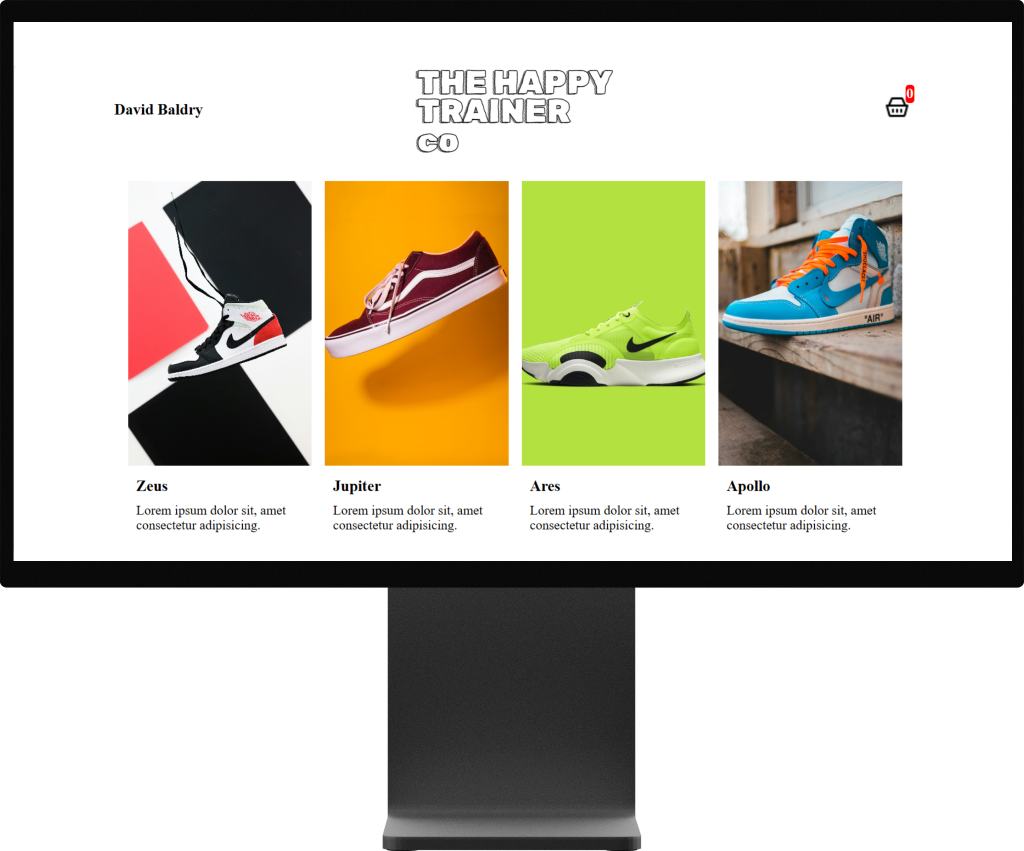 THE HAPPY
TRAINER
CO
David Baldry
0
"AIR"
Zeus
Lorem ipsum dolor sit, amet
consectetur adipisicing.
Jupiter
Lorem ipsum dolor sit, amet
consectetur adipisicing.
Ares
Lorem ipsum dolor sit, amet
consectetur adipisicing.
Apollo
Lorem ipsum dolor sit, amet
consectetur adipisicing.